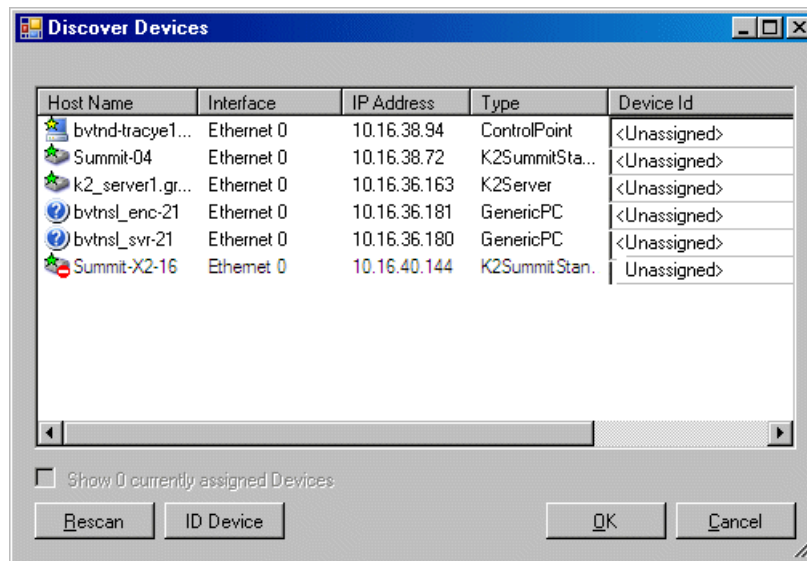 Discover Devices
Host Name Interface IP Address Type Device Id
bvtnd-tracye1... Ethernet 0 10.16.38.94 ControlPoint <Unassigned>
Summit-04 Ethernet 0 10.16.38.72 K2SummitSta... <Unassigned>
k2_server1.gr... Ethernet 0 10.16.36.163 K2Server <Unassigned>
bvtnsl_enc-21 Ethernet 0 10.16.36.181 GenericPC <Unassigned>
bvtnsl_svr-21 Ethernet 0 10.16.36.180 GenericPC <Unassigned>
Summit-X2-16 Ethernet 0 10.16.40.144 K2SummitStan. Unassigned>
Show 0 currently assigned Devices
Rescan ID Device OK Cancel